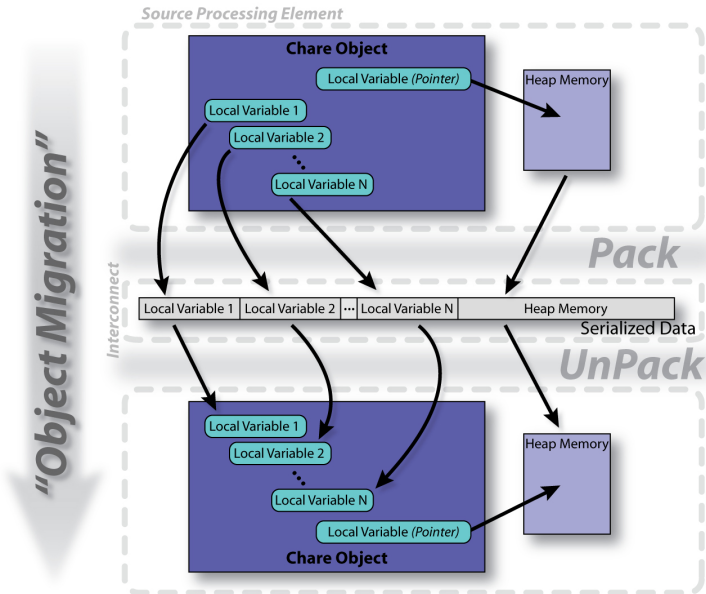 Source Processing Element
Chare Object
Local Variable (Pointer)
Heap Memory
Local Variable 1
Local Variable 2
Local Variable N
"Object Migration"
Pack
Interconnect
Local Variable 1
Local Variable 2
...
Local Variable N
Heap Memory
Serialized Data
UnPack
Local Variable 1
Heap Memory
Local Variable 2
Local Variable N
Local Variable (Pointer)
Chare Object